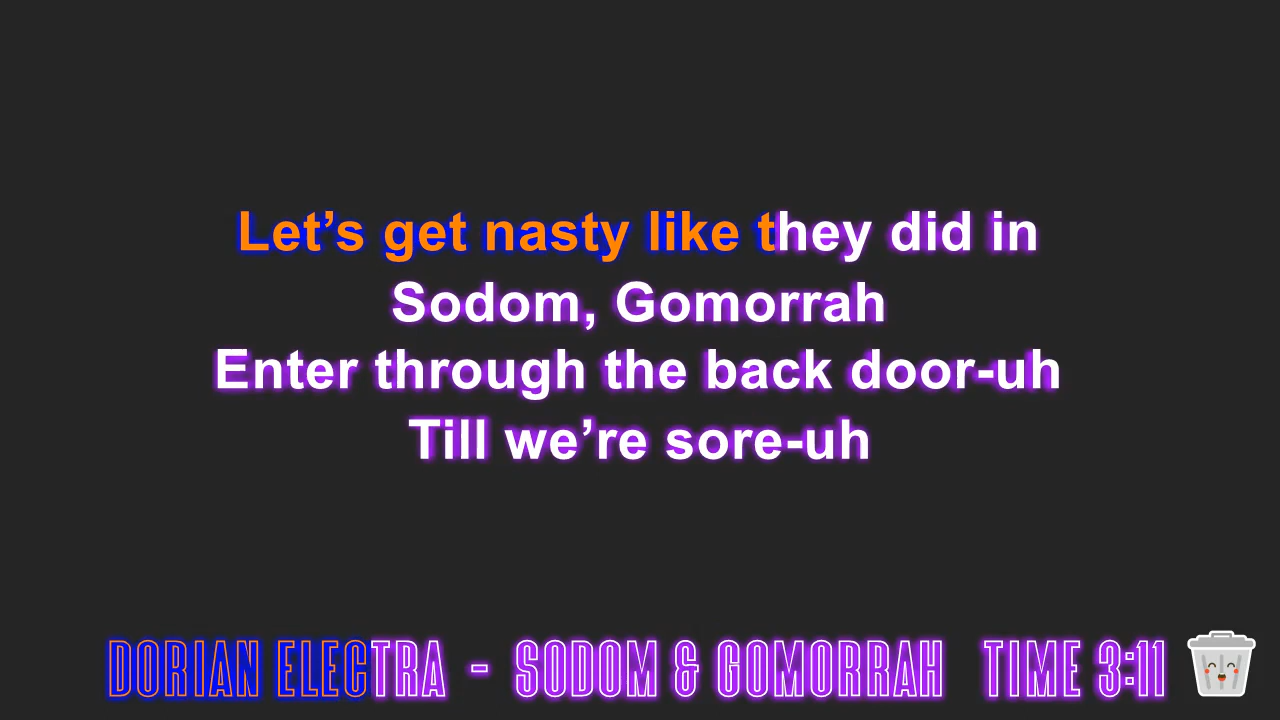 Let’s get nasty like they did in
Sodom, Gomorrah
Enter through the back door-uh
Till we’re sore-uh
DORIAN ELECTRA - SODOM & GOMORRAH TIME 3:11